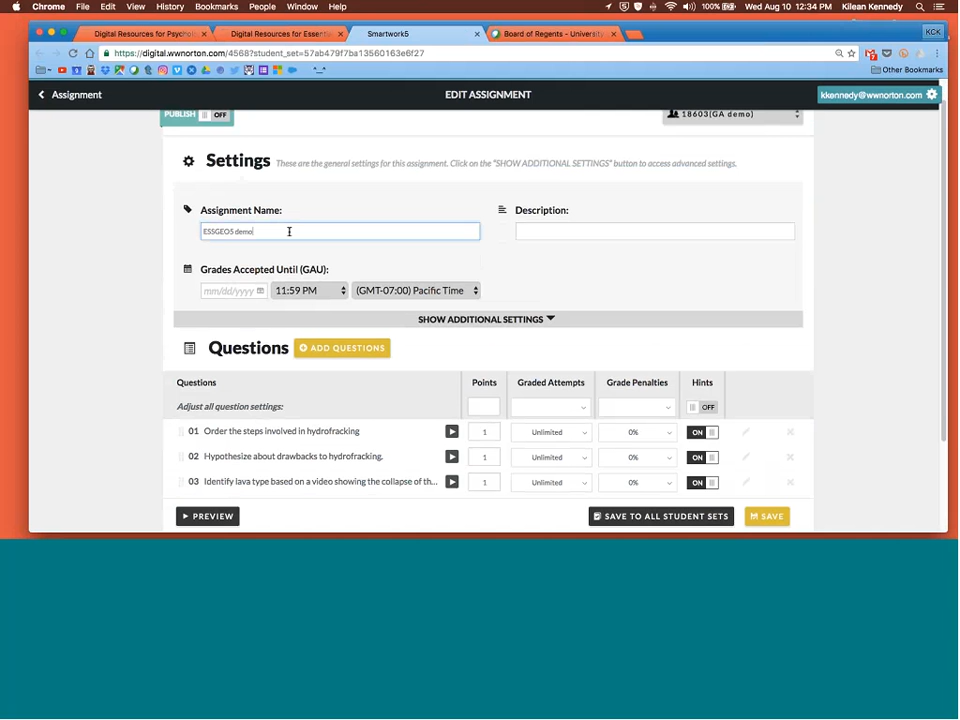 Chrome File Edit View History Bookmarks People Window Help 100% Wed Aug 10 12:34 PM Kilean Kennedy
Digital Resources for Psychol × Digital Resources for Essenti × Smartwork5 × Board of Regents - University × KCK
https://digital.wwnorton.com/4568?student_set=57ab479f7ba13560163e6f27
Other Bookmarks
Assignment EDIT ASSIGNMENT kkennedy@wwnorton.com
PUBLISH OFF 18603(GA demo)
Settings These are the general settings for this assignment. Click on the "SHOW ADDITIONAL SETTINGS" button to access advanced settings.
Assignment Name: Description:
ESSGEO5 demo
Grades Accepted Until (GAU):
mm/dd/yyyy 11:59 PM (GMT-07:00) Pacific Time
SHOW ADDITIONAL SETTINGS
Questions ADD QUESTIONS
Questions Points Graded Attempts Grade Penalties Hints
Adjust all question settings: OFF
01 Order the steps involved in hydrofracking 1 Unlimited 0% ON
02 Hypothesize about drawbacks to hydrofracking. 1 Unlimited 0% ON
03 Identify lava type based on a video showing the collapse of th... 1 Unlimited 0% ON
PREVIEW SAVE TO ALL STUDENT SETS SAVE